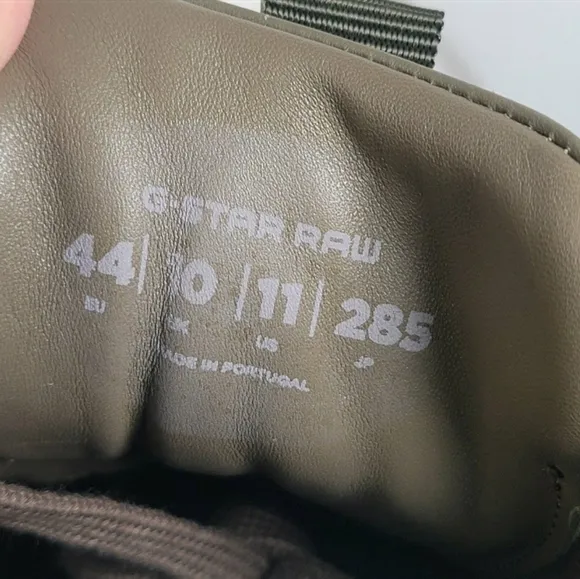 G-STAR RAW
44 | 10 | 11 | 285
EU UK US JP
MADE IN PORTUGAL